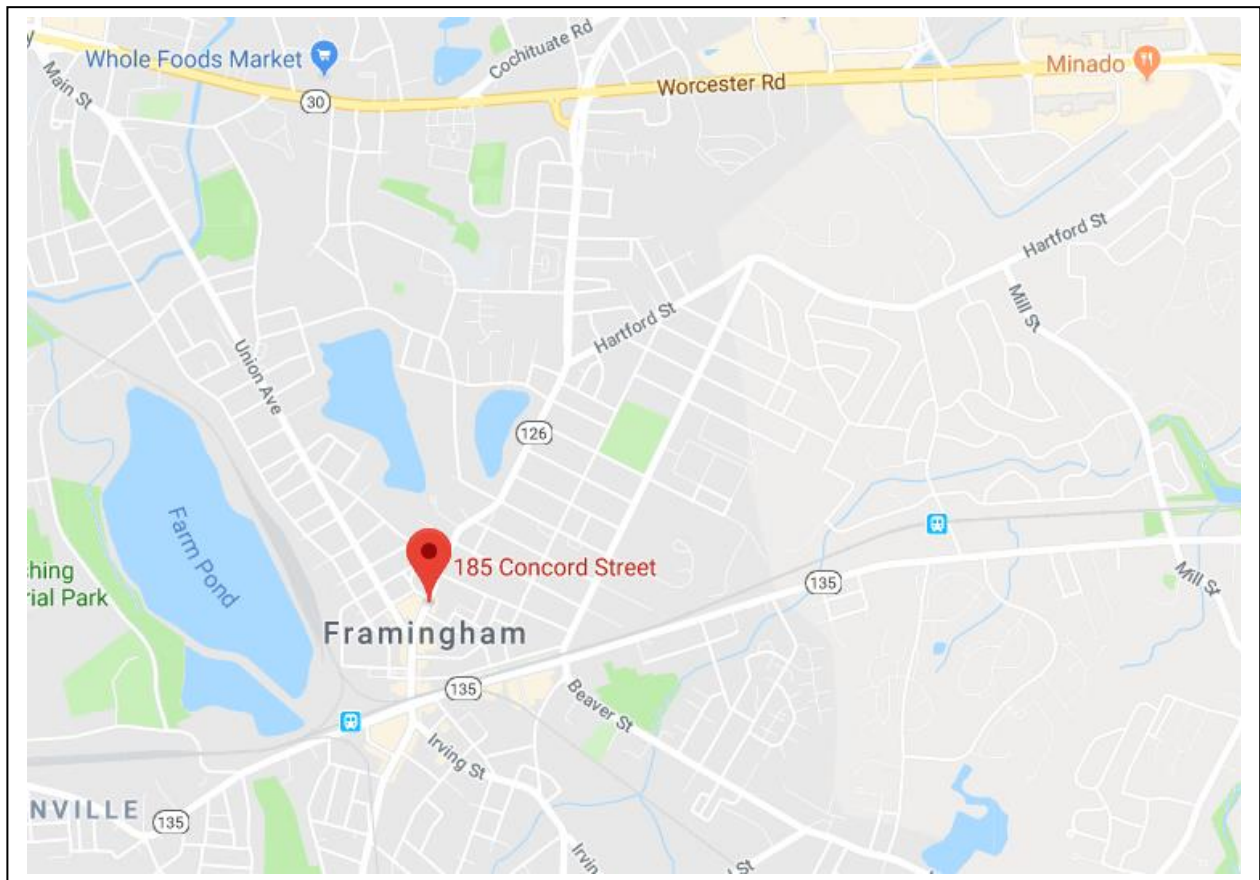 Whole Foods Market
Cochituate Rd
Minado
Main St
30
Worcester Rd
Hartford St
Mill St
Hartford St
Union Ave
126
Farm Pond
185 Concord Street
135
Mill St
Framingham
135
Beaver St
Irving St
NVILLE
135